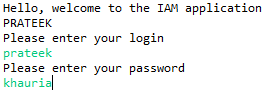 Hello, welcome to the IAM application
PRATEEK
Please enter your login
prateek
Please enter your password
khauria